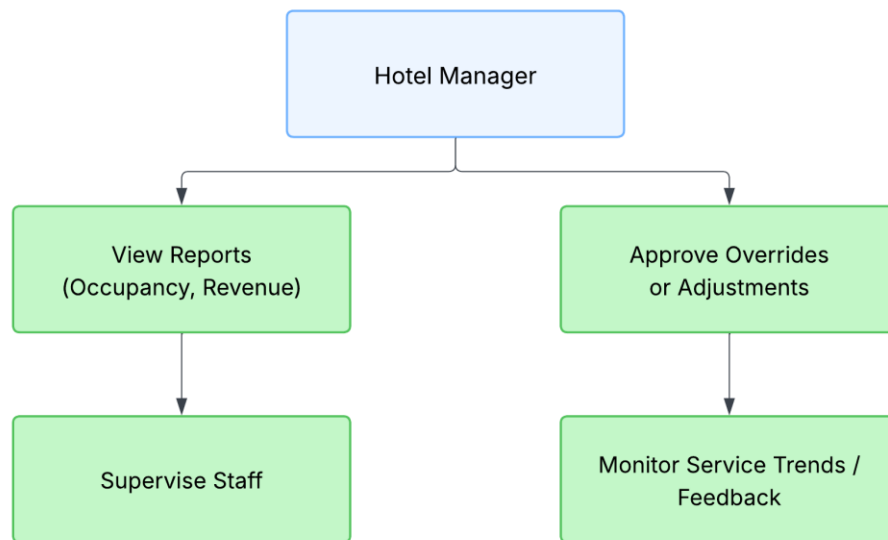 Hotel Manager
View Reports
(Occupancy, Revenue)
Approve Overrides
or Adjustments
Supervise Staff
Monitor Service Trends /
Feedback